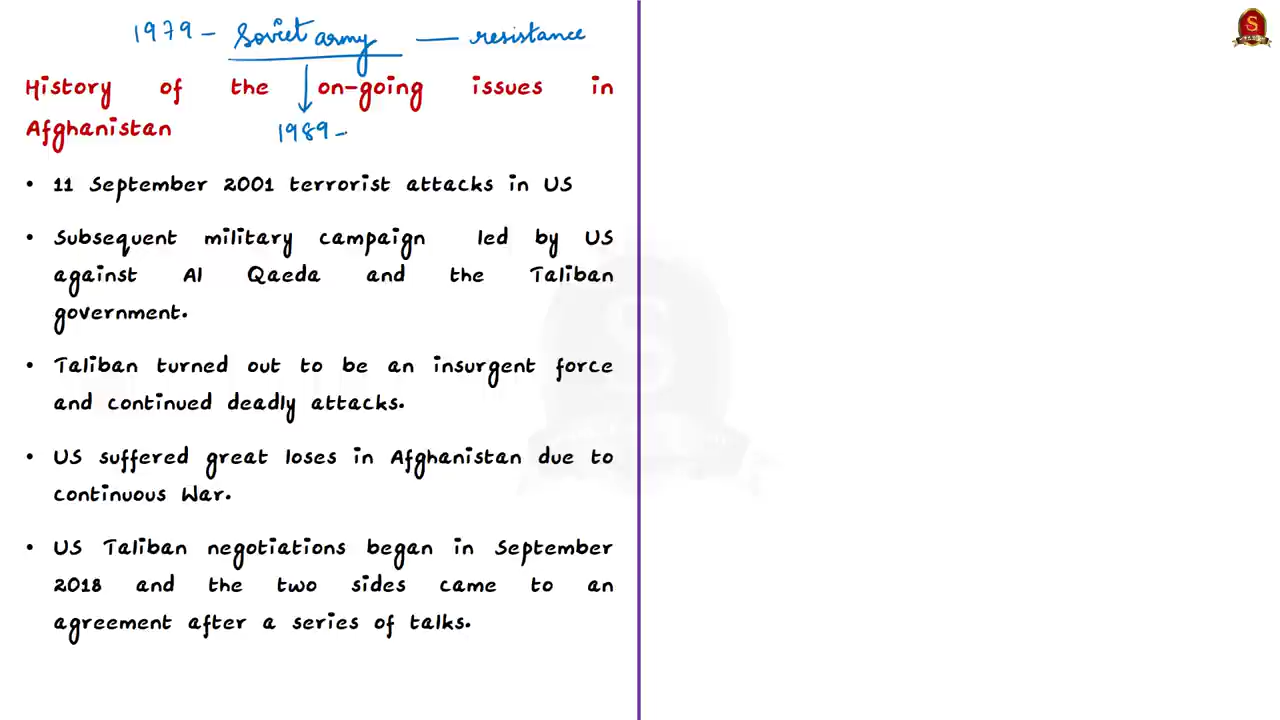 1979 - Soviet army — resistance
History of the on-going issues in
Afghanistan
1989 -
• 11 September 2001 terrorist attacks in US
• Subsequent military campaign led by US
against Al Qaeda and the Taliban
government.
• Taliban turned out to be an insurgent force
and continued deadly attacks.
• US suffered great loses in Afghanistan due to
continuous War.
• US Taliban negotiations began in September
2018 and the two sides came to an
agreement after a series of talks.